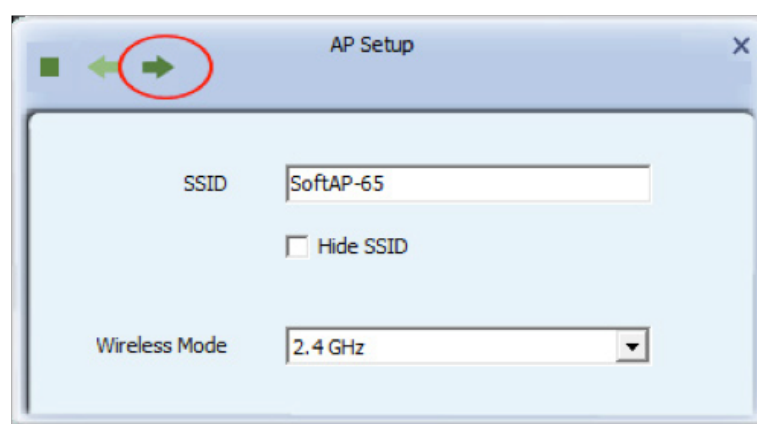 AP Setup
SSID
SoftAP-65
Hide SSID
Wireless Mode
2.4 GHz